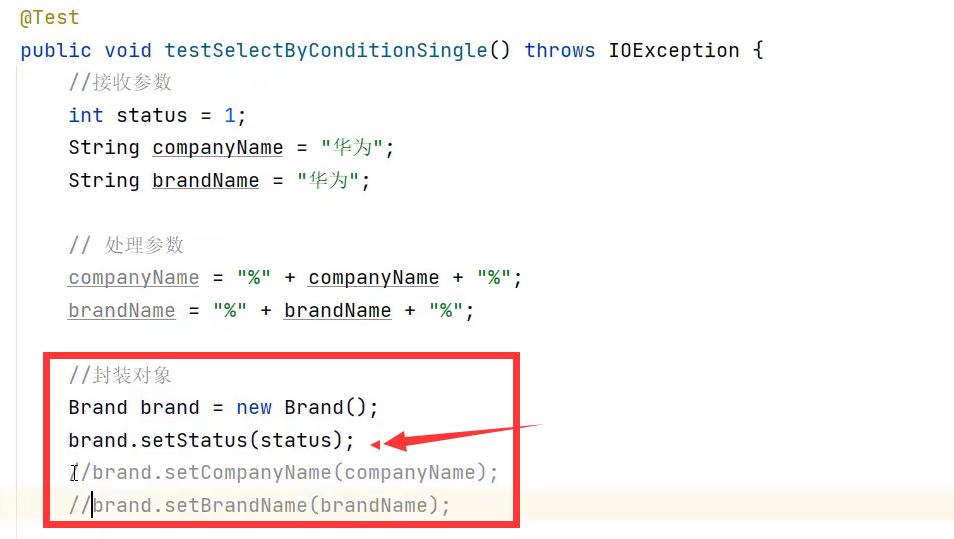 @Test
public void testSelectByConditionSingle() throws IOException {
//接收参数
int status = 1;
String companyName = "华为";
String brandName = "华为";
// 处理参数
companyName = "%" + companyName + "%";
brandName = "%" + brandName + "%";
//封装对象
Brand brand = new Brand();
brand.setStatus(status);
//brand.setCompanyName(companyName);
//brand.setBrandName(brandName);